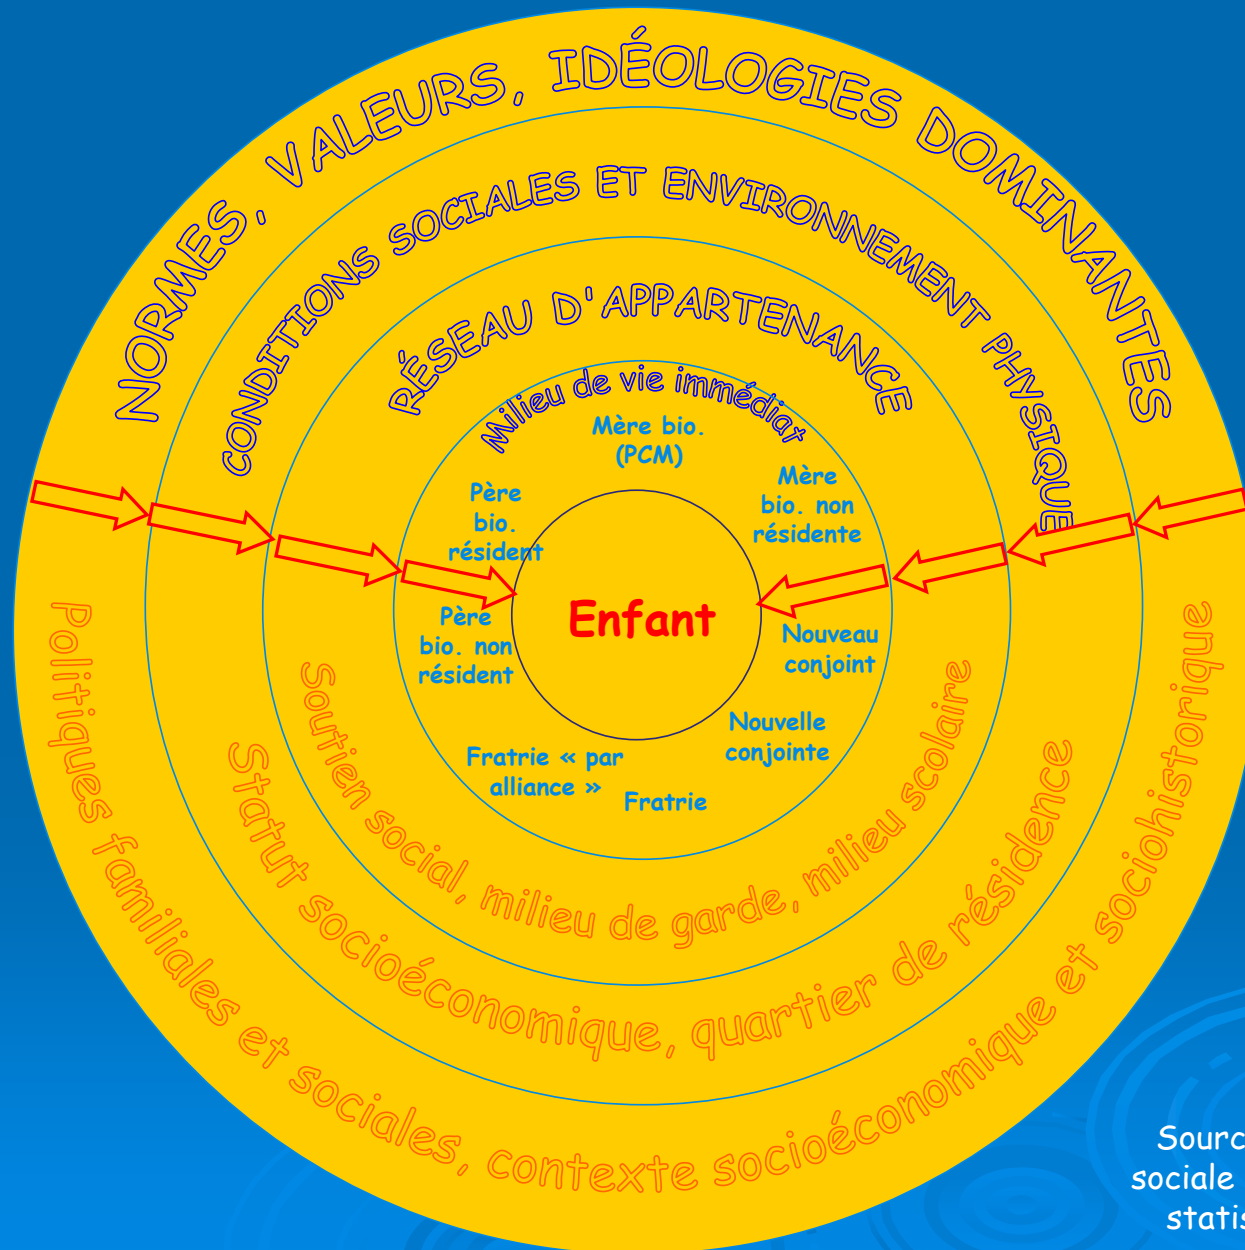 NORMES, VALEURS, IDÉOLOGIES DOMINANTES
CONDITIONS SOCIALES ET ENVIRONNEMENT PHYSIQUE
RÉSEAU D'APPARTENANCE
Milieu de vie immédiat
Mère bio.
(PCM)
Père
bio.
résident
Mère
bio. non
résidente
Enfant
Père
bio. non
résident
Nouveau
conjoint
Nouvelle
conjointe
Fratrie « par
alliance »
Fratrie
Soutien social, milieu de garde, milieu scolaire
Statut socioéconomique, quartier de résidence
Politiques familiales et sociales, contexte socioéconomique et sociohistorique
sociale